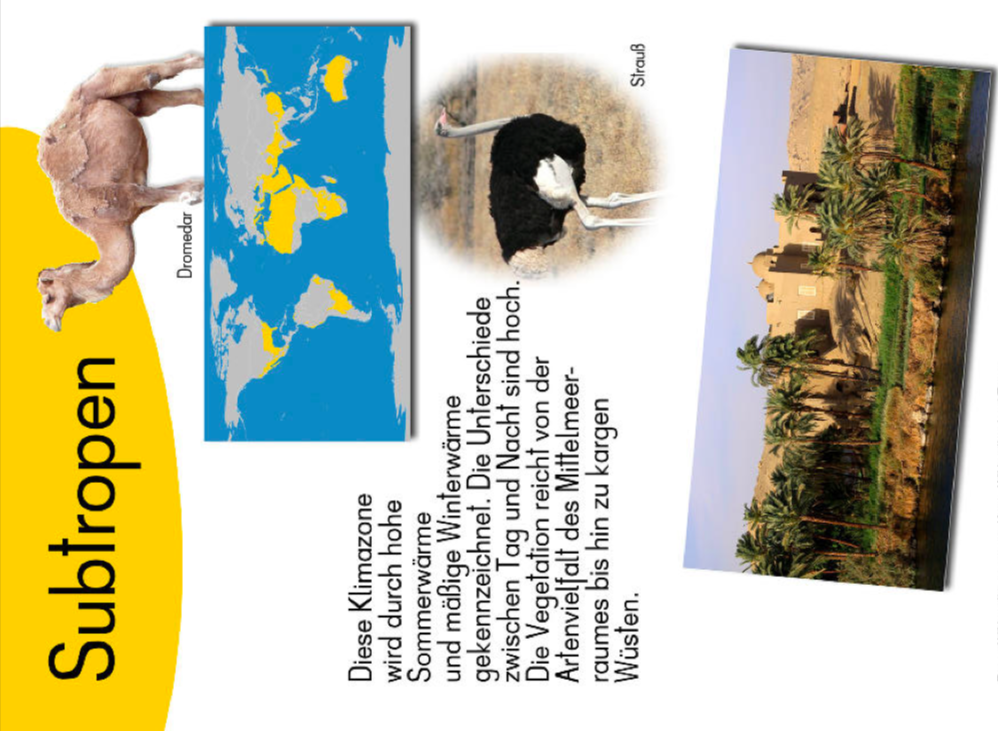 Subtropen
Dromedar
Diese Klimazone
wird durch hohe
Sommerwärme
und mäßige Winterwärme
gekennzeichnet. Die Unterschiede
zwischen Tag und Nacht sind hoch.
Die Vegetation reicht von der
Artenvielfalt des Mittelmeer-
raumes bis hin zu kargen
Wüsten.
Strauß